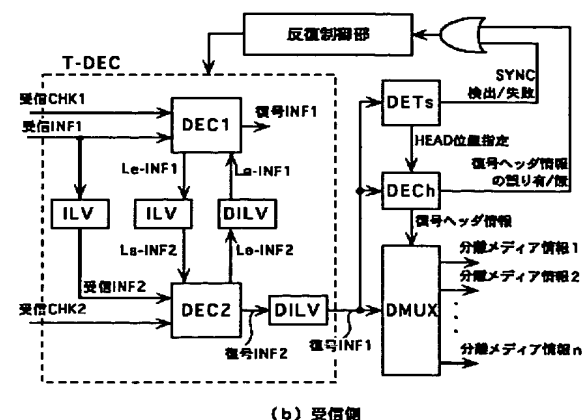 反復制御部
T-DEC
SYNC
検出/失敗
受信CHK1
受信INF1
DEC1
復号INF1
DETs
HEAD位置指定
Le-INF1
La-INF1
DECh
復号ヘッダ情報
の誤り有/無
ILV
ILV
DILV
復号ヘッダ情報
La-INF2
Le-INF2
分離メディア情報1
受信INF2
分離メディア情報2
受信CHK2
DEC2
DILV
DMUX
復号INF2
復号INF1
分離メディア情報n
(b) 受信側